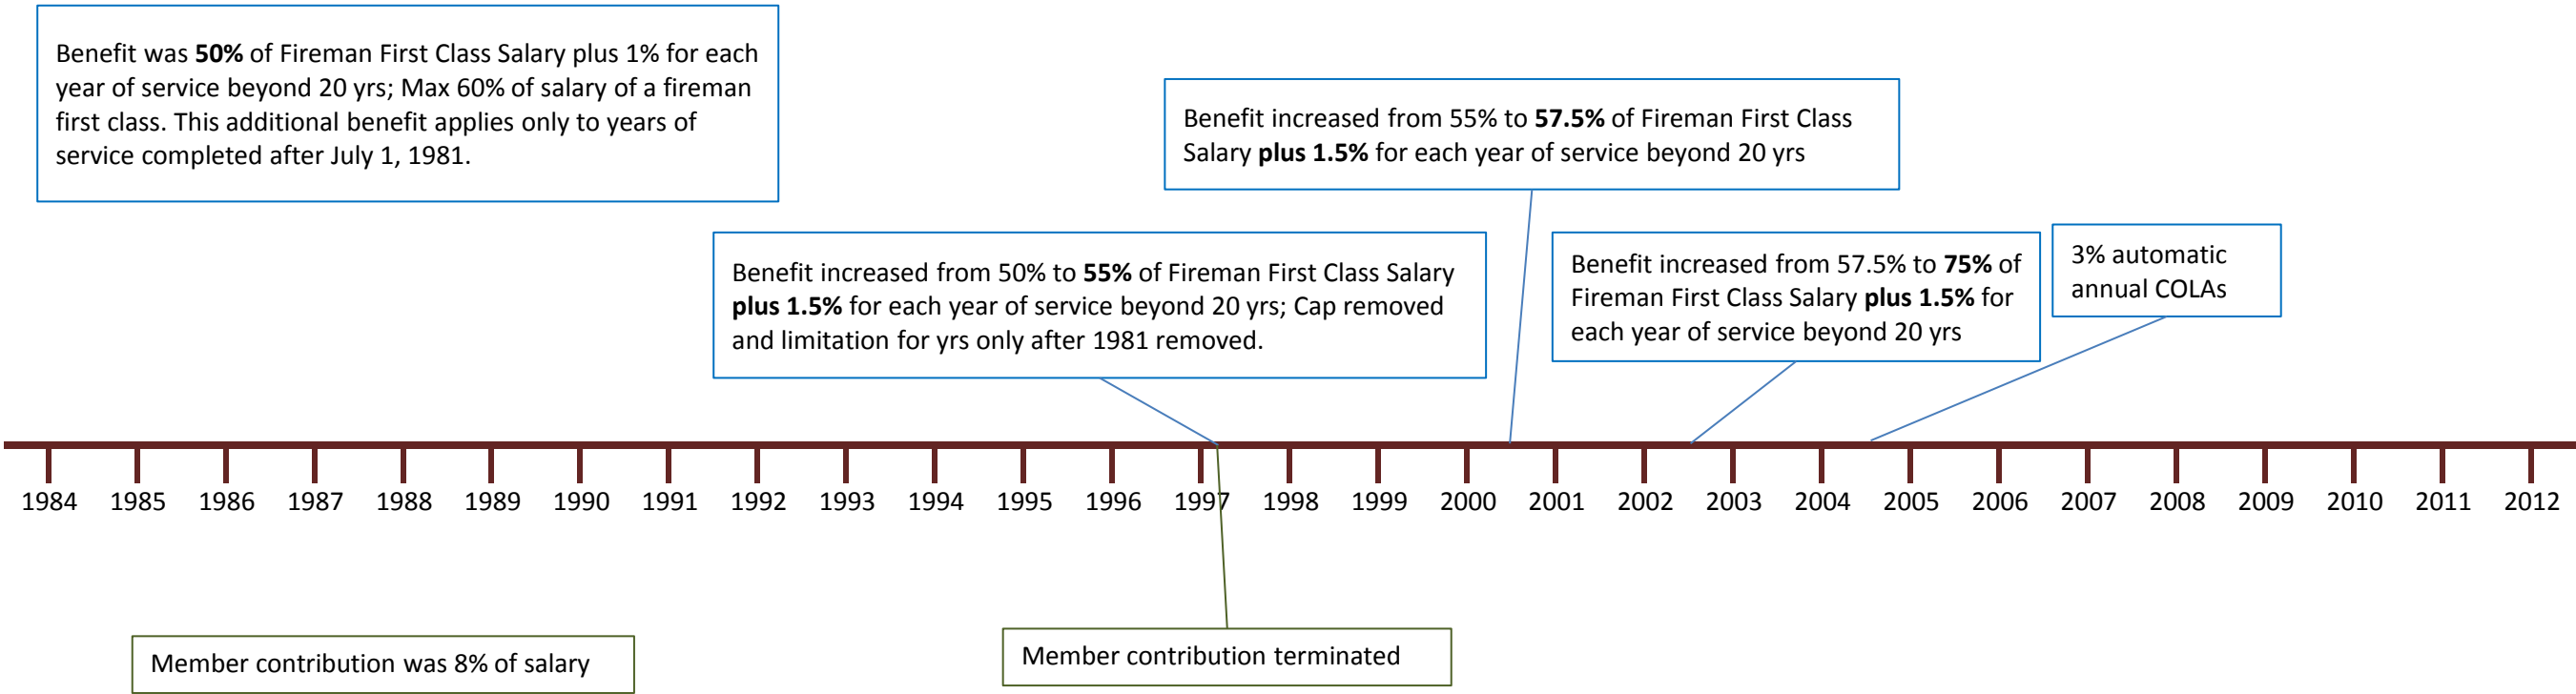 Benefit was 50% of Fireman First Class Salary plus 1% for each
year of service beyond 20 yrs; Max 60% of salary of a fireman
first class. This additional benefit applies only to years of
service completed after July 1, 1981.
Benefit increased from 55% to 57.5% of Fireman First Class
Salary plus 1.5% for each year of service beyond 20 yrs
Benefit increased from 50% to 55% of Fireman First Class Salary
plus 1.5% for each year of service beyond 20 yrs; Cap removed
and limitation for yrs only after 1981 removed.
Benefit increased from 57.5% to 75% of
Fireman First Class Salary plus 1.5% for
each year of service beyond 20 yrs
3% automatic
annual COLAs
1984 1985 1986 1987 1988 1989 1990 1991 1992 1993 1994 1995 1996 1997 1998 1999 2000 2001 2002 2003 2004 2005 2006 2007 2008 2009 2010 2011 2012
Member contribution was 8% of salary
Member contribution terminated